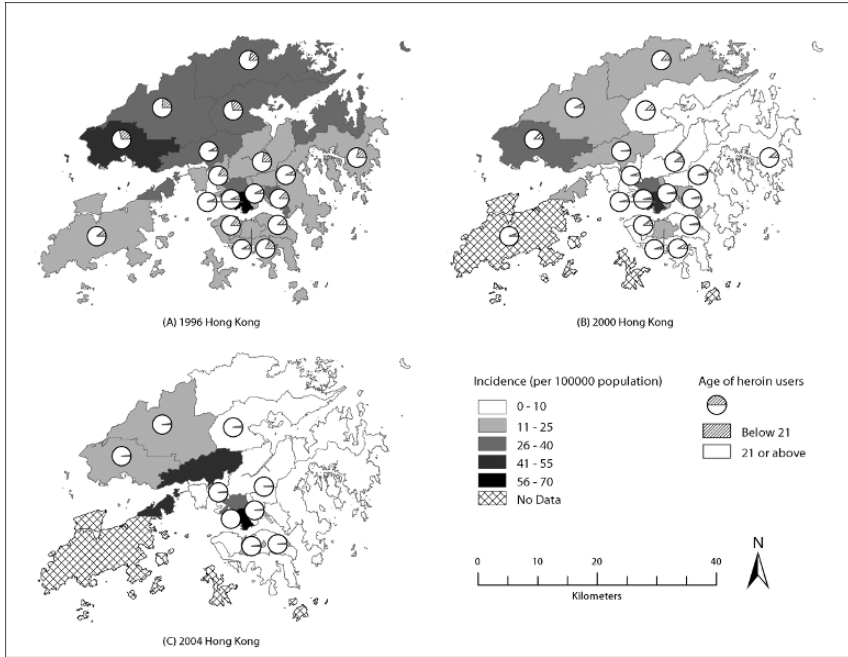 (A) 1996 Hong Kong
(B) 2000 Hong Kong
(C) 2004 Hong Kong
Incidence (per 100000 population)
0 - 10
11 - 25
26 - 40
41 - 55
56 - 70
No Data
Age of heroin users
Below 21
21 or above
0 10 20 40
Kilometers
N